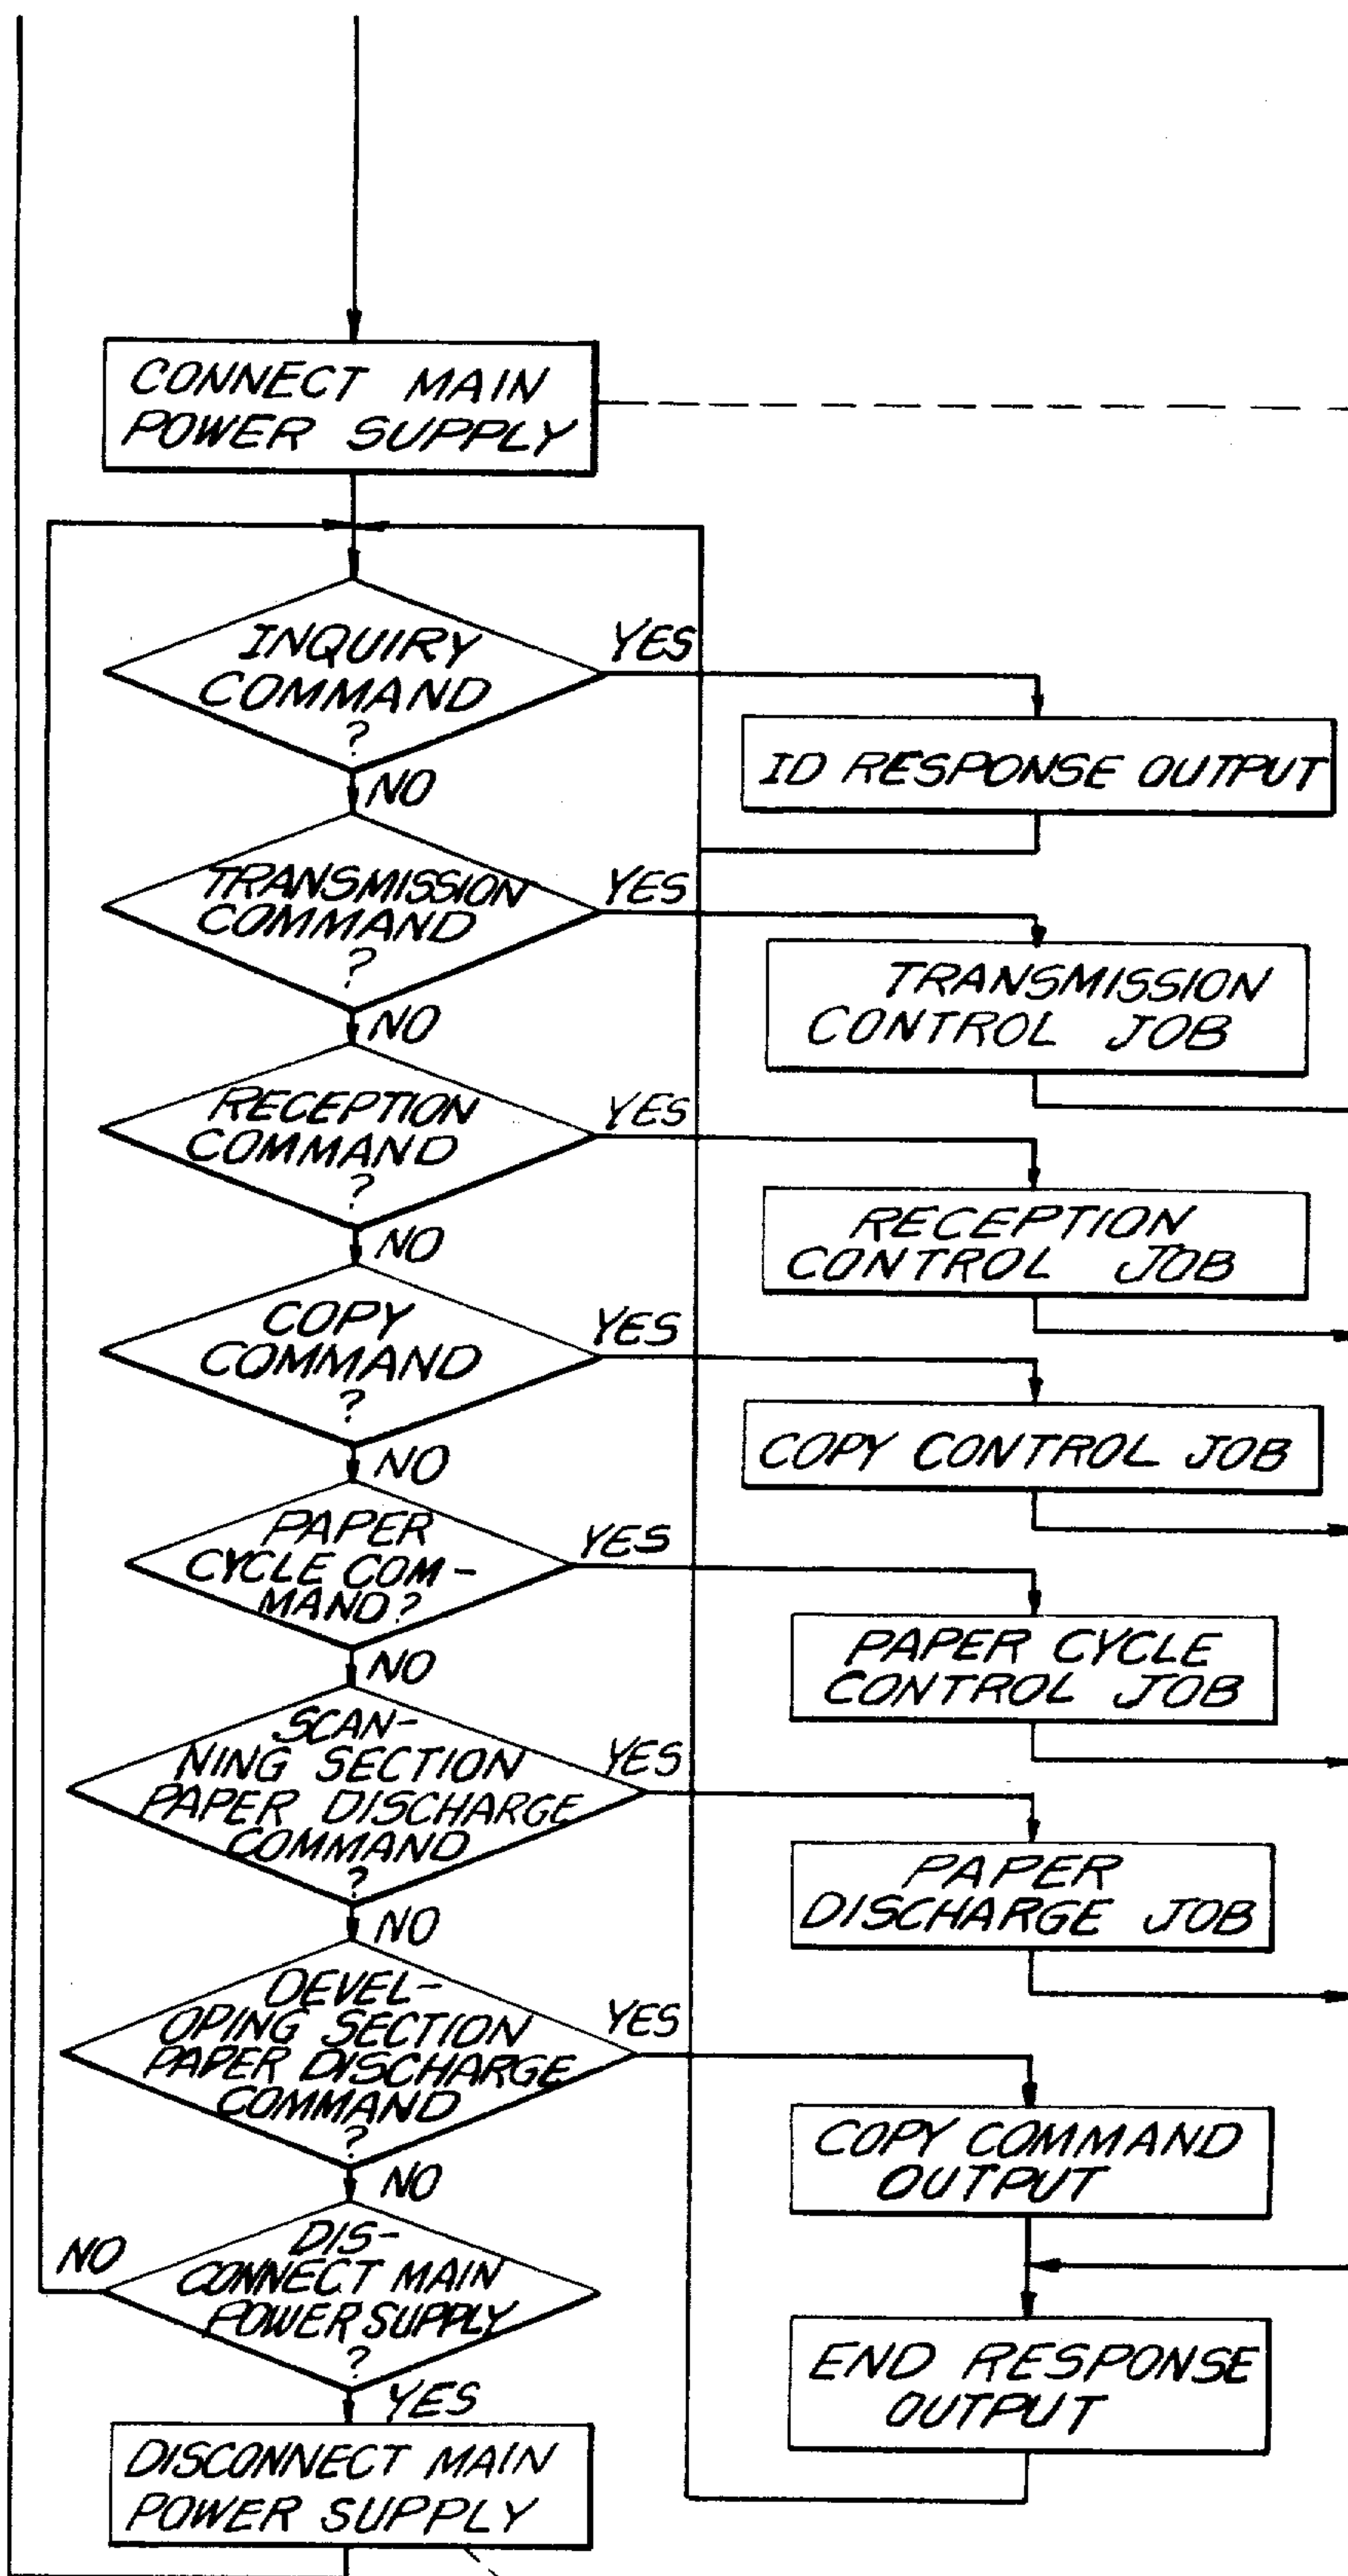 CONNECT MAIN
POWER SUPPLY
INQUIRY
COMMAND
?
YES
NO
ID RESPONSE OUTPUT
TRANSMISSION
COMMAND
?
YES
NO
TRANSMISSION
CONTROL JOB
RECEPTION
COMMAND
?
YES
NO
RECEPTION
CONTROL JOB
COPY
COMMAND
?
YES
NO
COPY CONTROL JOB
PAPER
CYCLE COM-
MAND?
YES
NO
PAPER CYCLE
CONTROL JOB
SCAN-
NING SECTION
PAPER DISCHARGE
COMMAND
?
YES
NO
PAPER
DISCHARGE JOB
DEVEL-
OPING SECTION
PAPER DISCHARGE
COMMAND
?
YES
NO
COPY COMMAND
OUTPUT
DIS-
CONNECT MAIN
POWER SUPPLY
?
NO
YES
END RESPONSE
OUTPUT
DISCONNECT MAIN
POWER SUPPLY